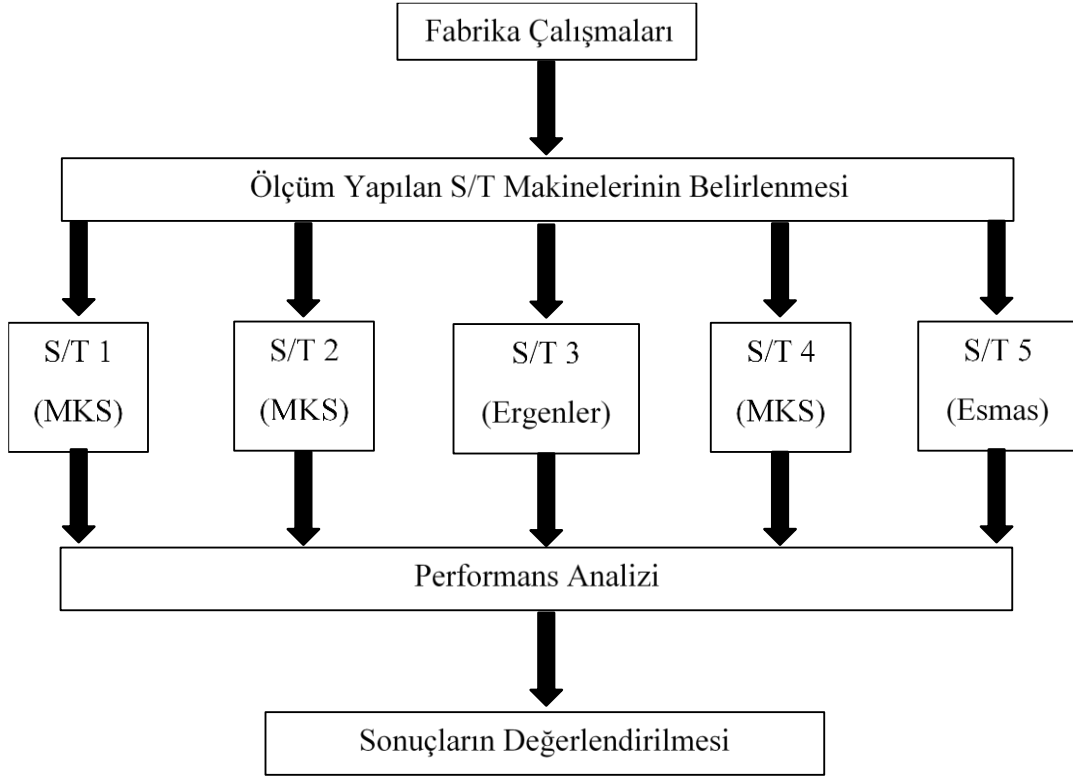 Fabrika Çalışmaları
Ölçüm Yapılan S/T Makinelerinin Belirlenmesi
S/T 1
(MKS)
S/T 2
(MKS)
S/T 3
(Ergenler)
S/T 4
(MKS)
S/T 5
(Esmas)
Performans Analizi
Sonuçların Değerlendirilmesi